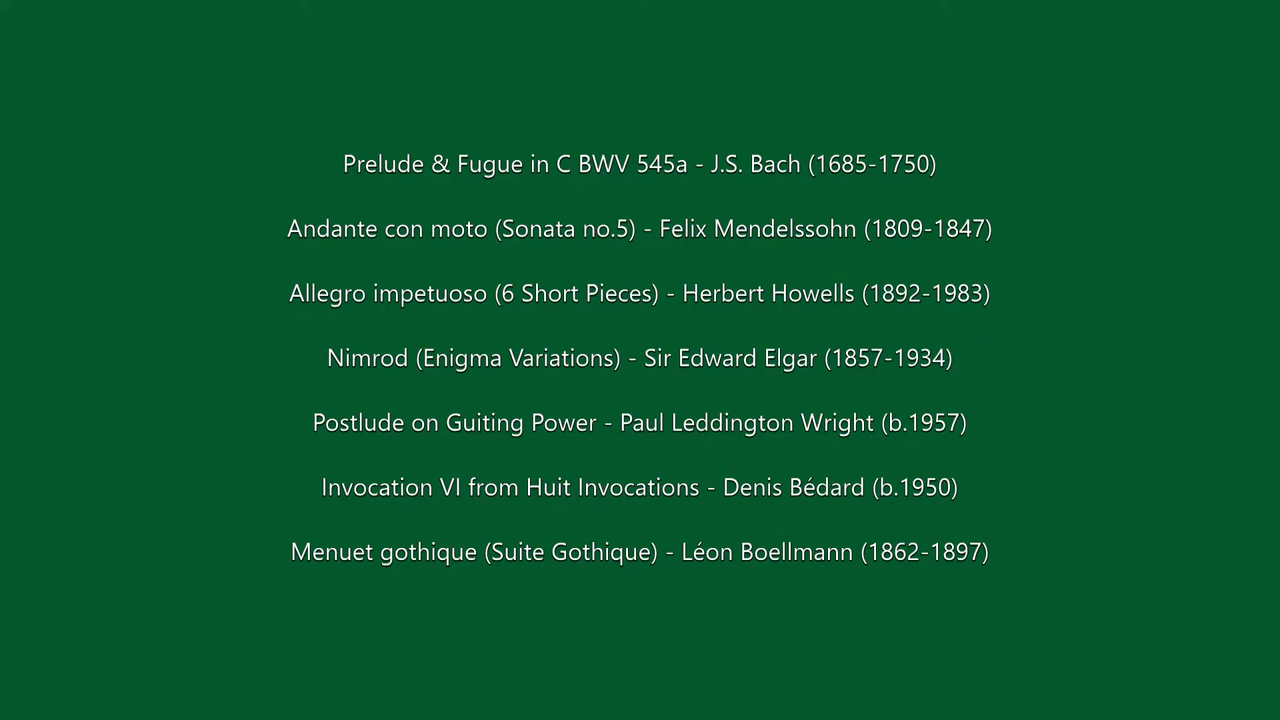 Prelude & Fugue in C BWV 545a - J.S. Bach (1685-1750)
Andante con moto (Sonata no.5) - Felix Mendelssohn (1809-1847)
Allegro impetuoso (6 Short Pieces) - Herbert Howells (1892-1983)
Nimrod (Enigma Variations) - Sir Edward Elgar (1857-1934)
Postlude on Guiting Power - Paul Leddington Wright (b.1957)
Invocation VI from Huit Invocations - Denis Bédard (b.1950)
Menuet gothique (Suite Gothique) - Léon Boellmann (1862-1897)